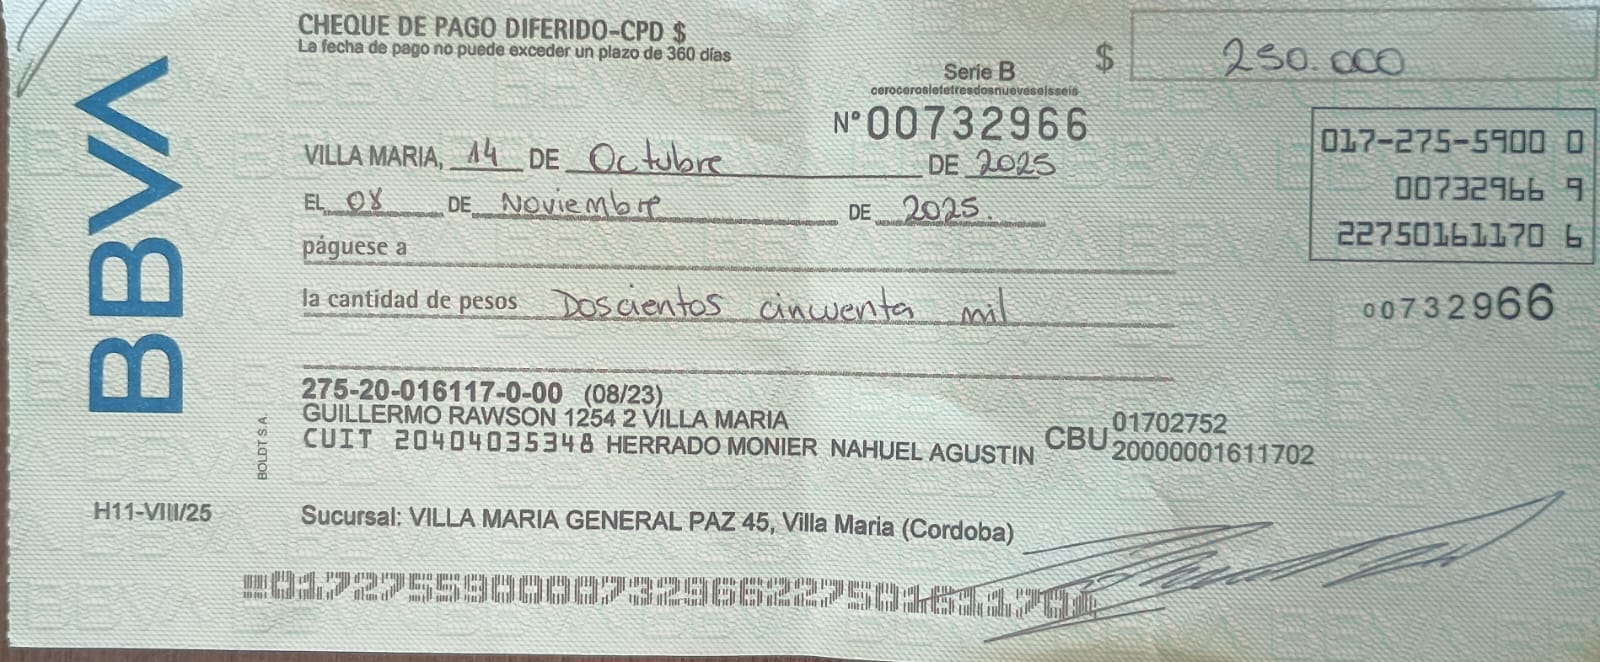 BBVA
CHEQUE DE PAGO DIFERIDO-CPD $
La fecha de pago no puede exceder un plazo de 360 días
$ 250.000
Serie B
cerocerosietetresdosnueveseisseis
N° 00732966
017-275-5900 0
00732966 9
22750161170 6
VILLA MARIA, 14 DE Octubre DE 2025
EL 08 DE Noviembre DE 2025.
páguese a
la cantidad de pesos Doscientos cincuenta mil
00732966
275-20-016117-0-00 (08/23)
GUILLERMO RAWSON 1254 2 VILLA MARIA
CUIT 20404035348 HERRADO MONIER NAHUEL AGUSTIN
CBU 01702752
20000001611702
BOLDT S.A.
H11-VIII/25
Sucursal: VILLA MARIA GENERAL PAZ 45, Villa Maria (Cordoba)
01727559000073296622750161170